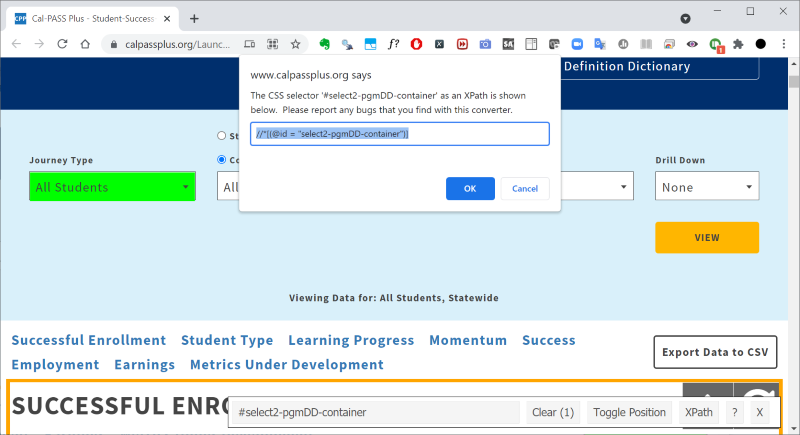 CPP Cal-PASS Plus - Student-Success
calpassplus.org/Launc...
Definition Dictionary
www.calpassplus.org says
The CSS selector '#select2-pgmDD-container' as an XPath is shown
below. Please report any bugs that you find with this converter.
//*[(@id = "select2-pgmDD-container")]
OK Cancel
St
Journey Type Co Drill Down
All Students All None
VIEW
Viewing Data for: All Students, Statewide
Successful Enrollment Student Type Learning Progress Momentum Success
Employment Earnings Metrics Under Development
Export Data to CSV
SUCCESSFUL ENRO
#select2-pgmDD-container Clear (1) Toggle Position XPath ? X